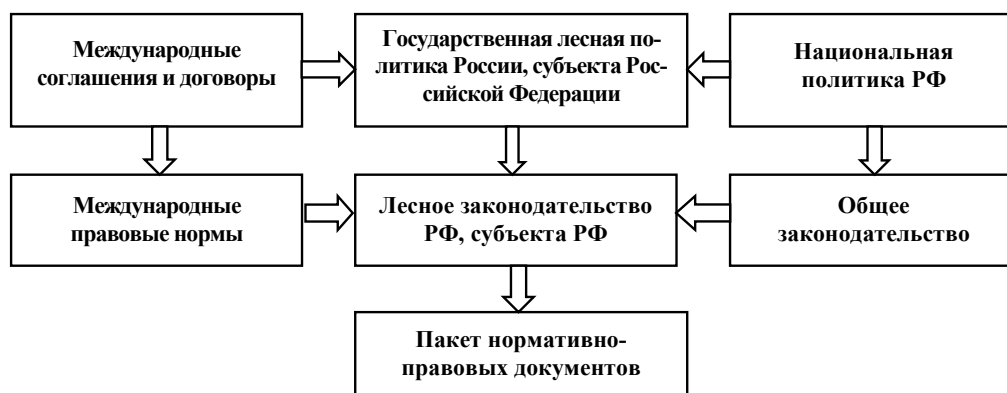 Международные
соглашения и договоры
Государственная лесная по-
литика России, субъекта Рос-
сийской Федерации
Национальная
политика РФ
Международные
правовые нормы
Лесное законодательство
РФ, субъекта РФ
Общее
законодательство
Пакет нормативно-
правовых документов